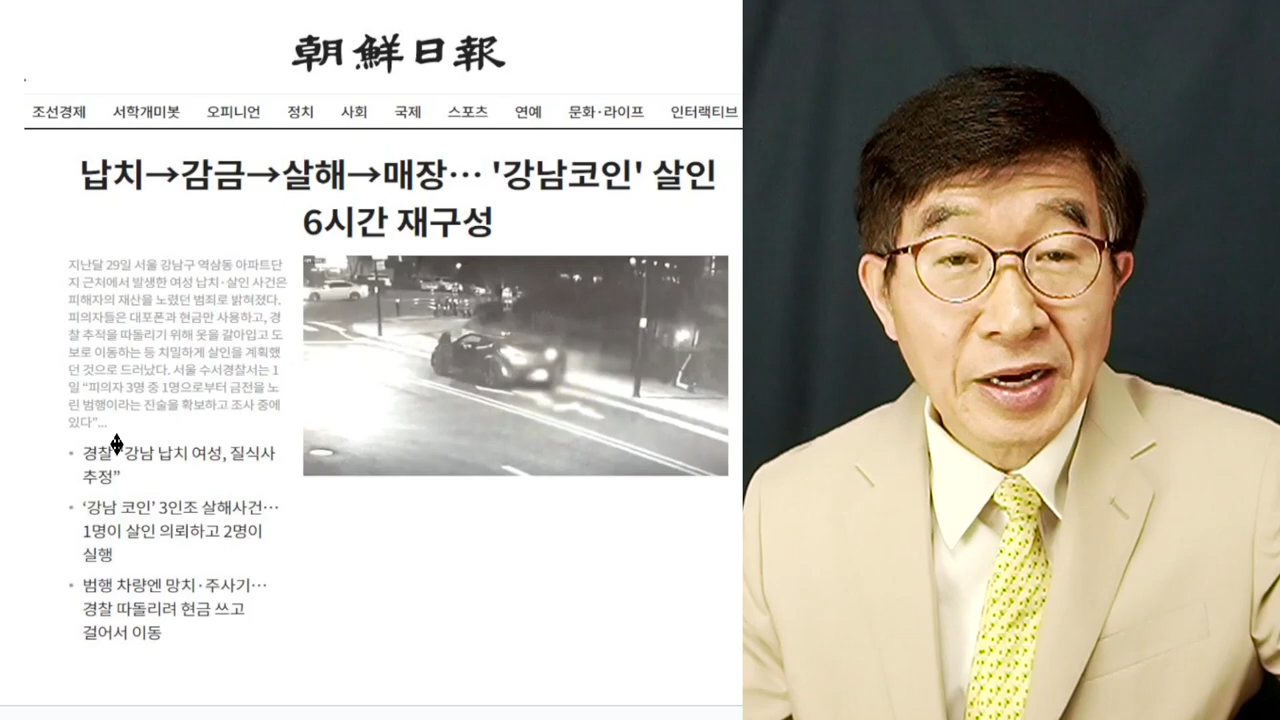 朝鮮日報
조선경제 서학개미봇 오피니언 정치 사회 국제 스포츠 연예 문화·라이프 인터랙티브
납치→감금→살해→매장… '강남코인' 살인
6시간 재구성
지난달 29일 서울 강남구 역삼동 아파트단
지 근처에서 발생한 여성 납치·살인 사건은
피해자의 재산을 노렸던 범죄로 밝혀졌다.
피의자들은 대포폰과 현금만 사용하고, 경
찰 추적을 따돌리기 위해 옷을 갈아입고 도
보로 이동하는 등 치밀하게 살인을 계획했
던 것으로 드러났다. 서울 수서경찰서는 1
일 “피의자 3명 중 1명으로부터 금전을 노
린 범행이라는 진술을 확보하고 조사 중에
있다”...
• 경찰 “강남 납치 여성, 질식사
추정”
• ‘강남 코인’ 3인조 살해사건…
1명이 살인 의뢰하고 2명이
실행
• 범행 차량엔 망치·주사기…
경찰 따돌리려 현금 쓰고
걸어서 이동